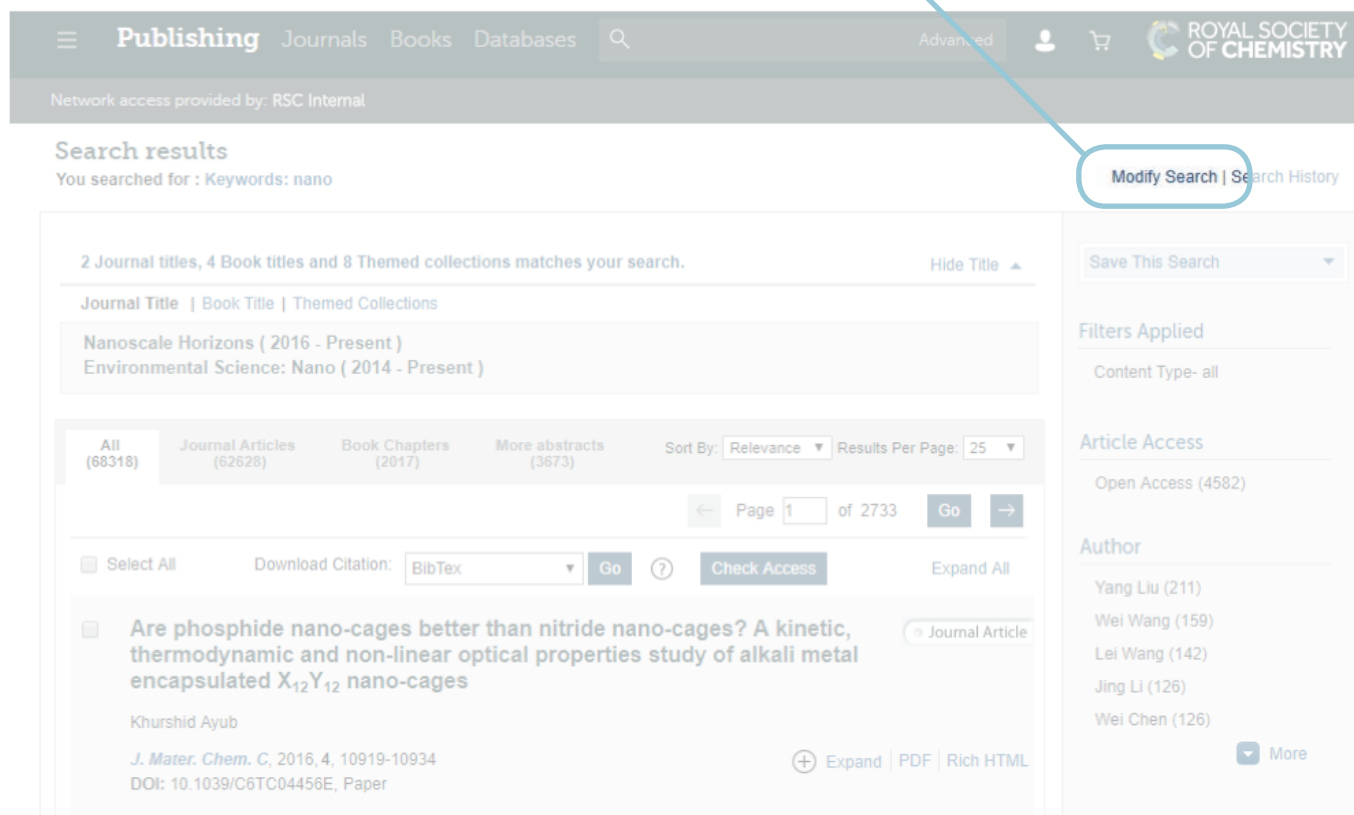 Publishing Journals Books Databases Advanced ROYAL SOCIETY
OF CHEMISTRY
Network access provided by: RSC Internal
Search results
You searched for : Keywords: nano
Modify Search | Search History
2 Journal titles, 4 Book titles and 8 Themed collections matches your search. Hide Title
Save This Search
Journal Title | Book Title | Themed Collections
Nanoscale Horizons ( 2016 - Present )
Environmental Science: Nano ( 2014 - Present )
Filters Applied
Content Type- all
All Journal Articles Book Chapters More abstracts Sort By: Relevance Results Per Page: 25
(68318) (62628) (2017) (3673)
Page 1 of 2733 Go
Select All Download Citation: BibTex Go ? Check Access Expand All
Are phosphide nano-cages better than nitride nano-cages? A kinetic,
thermodynamic and non-linear optical properties study of alkali metal
encapsulated X₁₂Y₁₂ nano-cages
Journal Article
Khurshid Ayub
J. Mater. Chem. C, 2016, 4, 10919-10934
DOI: 10.1039/C6TC04456E, Paper
Expand | PDF | Rich HTML
Article Access
Open Access (4582)
Author
Yang Liu (211)
Wei Wang (159)
Lei Wang (142)
Jing Li (126)
Wei Chen (126)
More